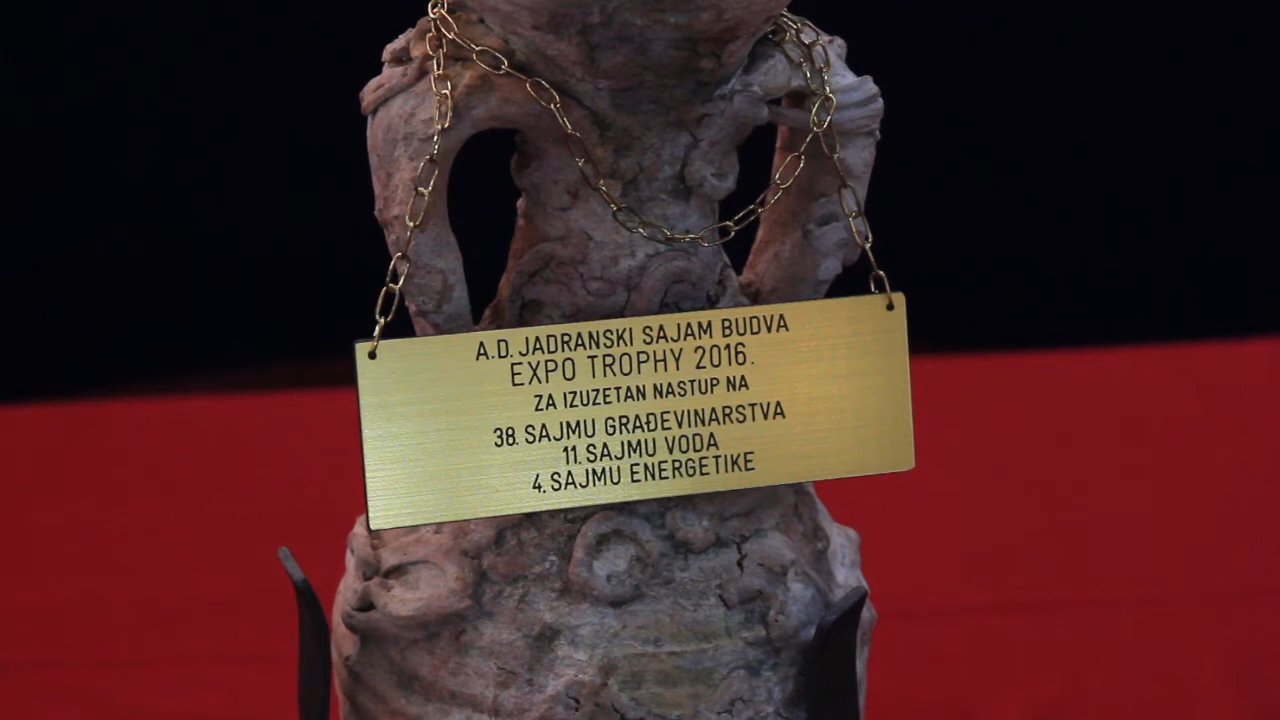 A.D. JADRANSKI SAJAM BUDVA
EXPO TROPHY 2016.
ZA IZUZETAN NASTUP NA
38. SAJMU GRAĐEVINARSTVA
11. SAJMU VODA
4. SAJMU ENERGETIKE